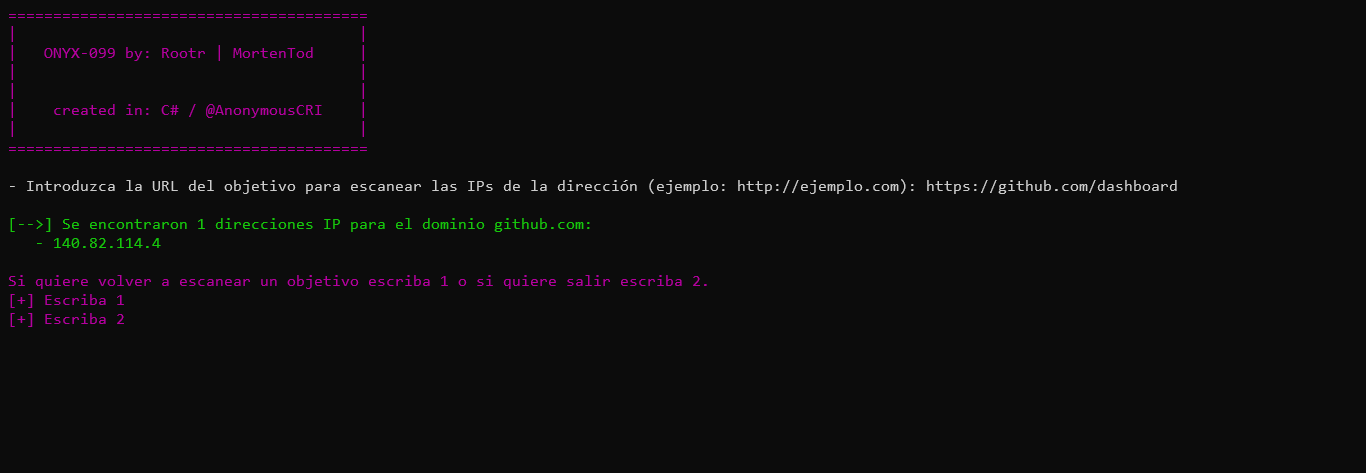 ========================================
|                                      |
|   ONYX-099 by: Rootr | MortenTod     |
|                                      |
|                                      |
|    created in: C# / @AnonymousCRI    |
|                                      |
========================================
- Introduzca la URL del objetivo para escanear las IPs de la dirección (ejemplo: http://ejemplo.com): https://github.com/dashboard
[-->] Se encontraron 1 direcciones IP para el dominio github.com:
   - 140.82.114.4
Si quiere volver a escanear un objetivo escriba 1 o si quiere salir escriba 2.
[+] Escriba 1
[+] Escriba 2